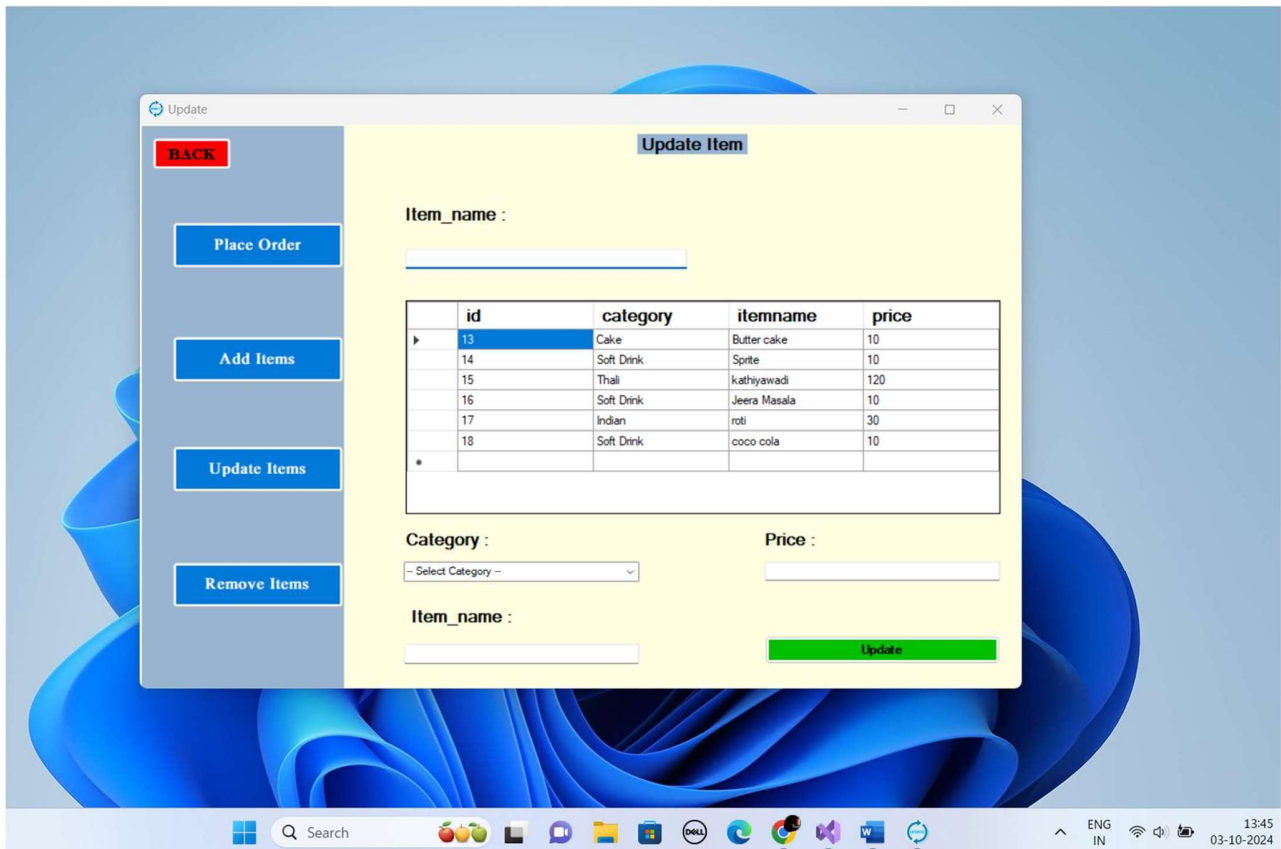 Update
BACK
Update Item
Item_name :
Place Order
id category itemname price
13 Cake Butter cake 10
14 Soft Drink Sprite 10
15 Thali kathiyawadi 120
16 Soft Drink Jeera Masala 10
17 Indian roti 30
18 Soft Drink coco cola 10
Add Items
Update Items
Remove Items
Category :
Price :
-- Select Category --
Item_name :
Update
Search
DELL
W
ENG
IN
13:45
03-10-2024